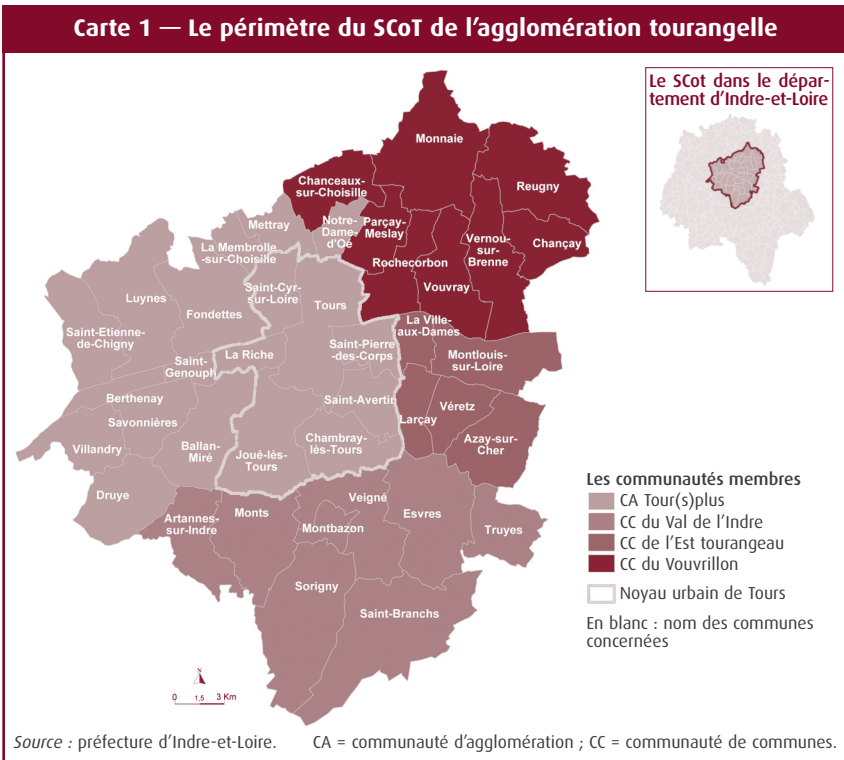 Carte 1 — Le périmètre du SCoT de l'agglomération tourangelle
Le SCot dans le dépar-
tement d'Indre-et-Loire
Monnaie
Reugny
Chanceaux-
sur-Choisille
Notre-
Dame-
d'Oé
Parçay-
Meslay
Mettray
La Membrolle
-sur-Choisille
Vernou-
sur-
Brenne
Chançay
Rochecorbon
Vouvray
Saint-Cyr-
sur-Loire
Tours
Luynes
Fondettes
Saint-Etienne-
de-Chigny
La Ville-
aux-Dames
Saint-Pierre
-des-Corps
Montlouis-
sur-Loire
La Riche
Saint-
Genouph
Berthenay
Saint-Avertin
Véretz
Larçay
Savonnières
Villandry
Ballan-
Miré
Joué-lès-
Tours
Chambray-
lès-Tours
Azay-sur-
Cher
Druye
Artannes-
sur-Indre
Monts
Veigné
Montbazon
Esvres
Truyes
Sorigny
Saint-Branchs
Les communautés membres
CA Tour(s)plus
CC du Val de l'Indre
CC de l'Est tourangeau
CC du Vouvrillon
Noyau urbain de Tours
En blanc : nom des communes
concernées
N
0 1,5 3 Km
Source : préfecture d'Indre-et-Loire. CA = communauté d'agglomération ; CC = communauté de communes.